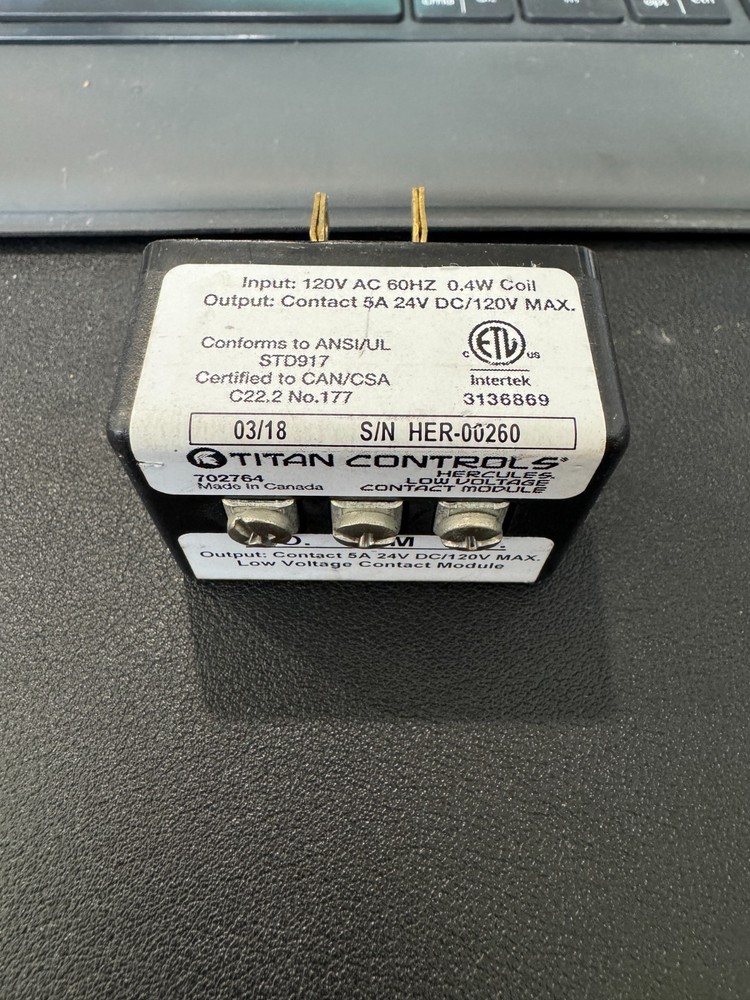 Input: 120V AC 60HZ 0.4W Coil
Output: Contact 5A 24V DC/120V MAX.
Conforms to ANSI/UL
STD917
Certified to CAN/CSA
C22.2 No.177
ETL
c us
Intertek
3136869
03/18 S/N HER-00260
TITAN CONTROLS®
702764
Made in Canada
HERCULES
LOW VOLTAGE
CONTACT MODULE
Output: Contact 5A 24V DC/120V MAX.
Low Voltage Contact Module